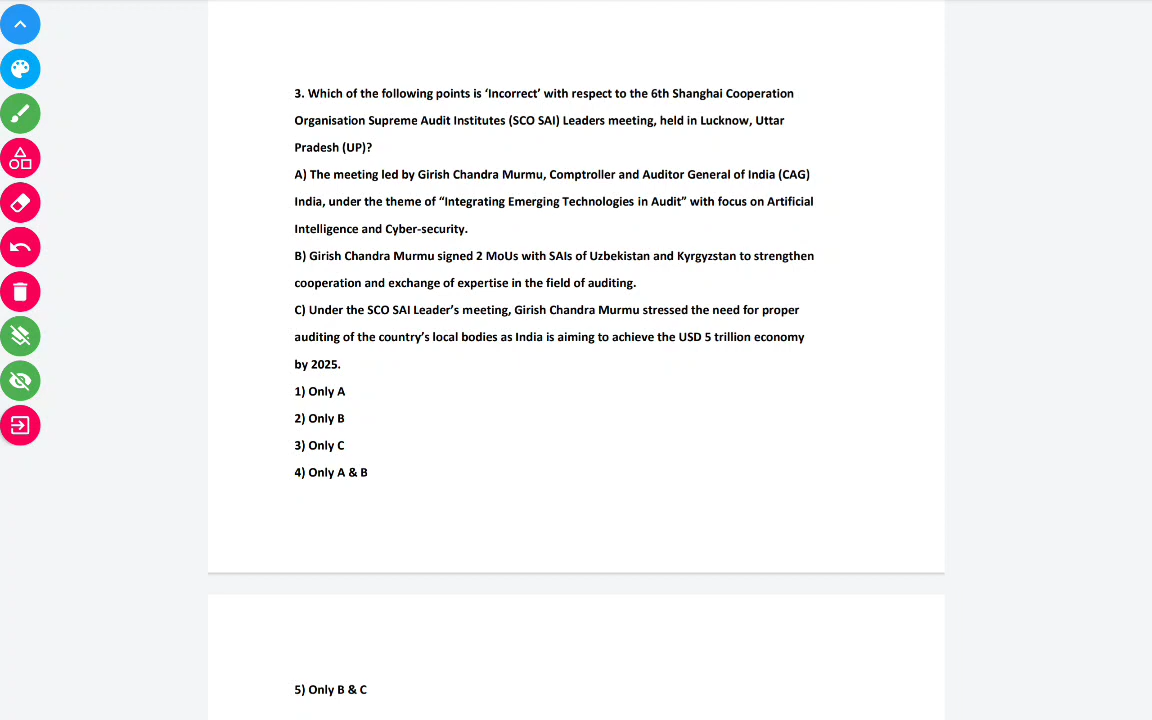 3. Which of the following points is ‘Incorrect’ with respect to the 6th Shanghai Cooperation
Organisation Supreme Audit Institutes (SCO SAI) Leaders meeting, held in Lucknow, Uttar
Pradesh (UP)?
A) The meeting led by Girish Chandra Murmu, Comptroller and Auditor General of India (CAG)
India, under the theme of “Integrating Emerging Technologies in Audit” with focus on Artificial
Intelligence and Cyber-security.
B) Girish Chandra Murmu signed 2 MoUs with SAIs of Uzbekistan and Kyrgyzstan to strengthen
cooperation and exchange of expertise in the field of auditing.
C) Under the SCO SAI Leader’s meeting, Girish Chandra Murmu stressed the need for proper
auditing of the country’s local bodies as India is aiming to achieve the USD 5 trillion economy
by 2025.
1) Only A
2) Only B
3) Only C
4) Only A & B
5) Only B & C